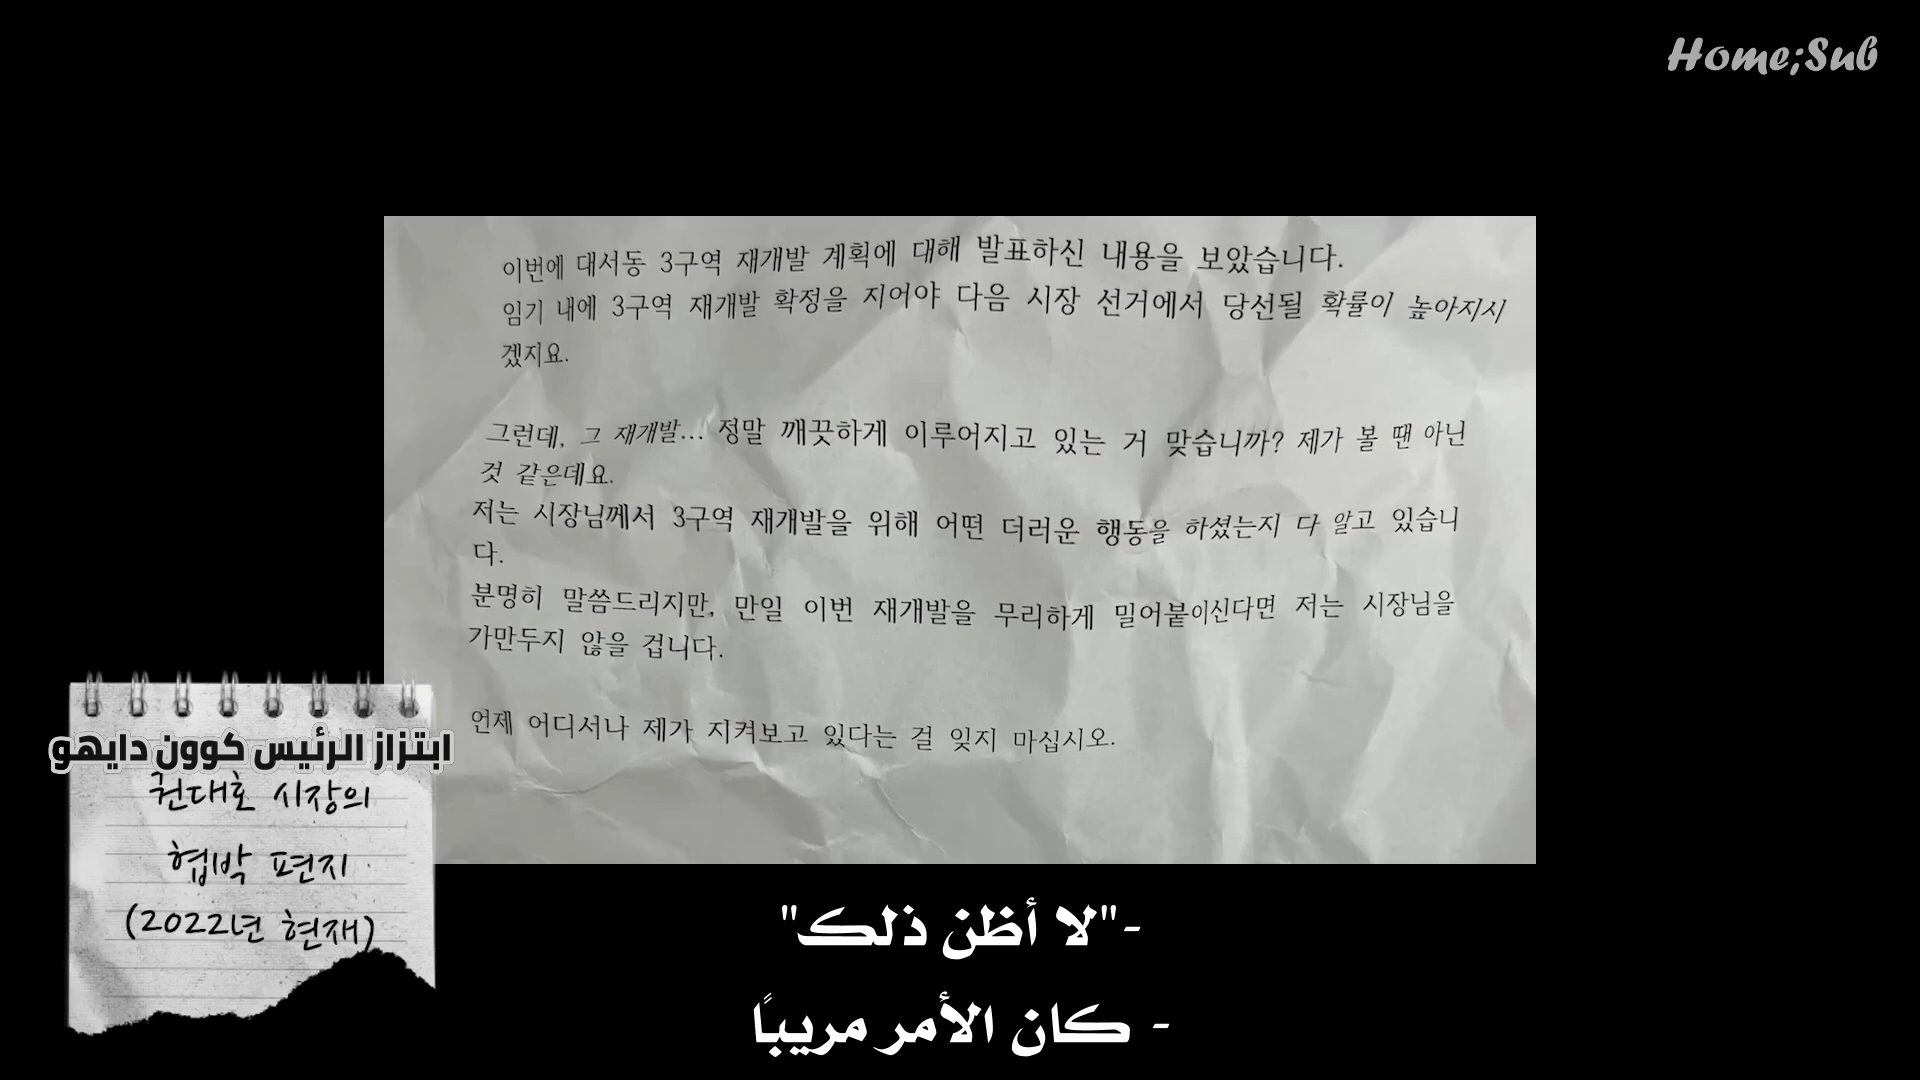 Home;Sub
이번에 대서동 3구역 재개발 계획에 대해 발표하신 내용을 보았습니다.
임기 내에 3구역 재개발 확정을 지어야 다음 시장 선거에서 당선될 확률이 높아지시
겠지요.
그런데, 그 재개발... 정말 깨끗하게 이루어지고 있는 거 맞습니까? 제가 볼 땐 아닌
것 같은데요.
저는 시장님께서 3구역 재개발을 위해 어떤 더러운 행동을 하셨는지 다 알고 있습니
다.
분명히 말씀드리지만, 만일 이번 재개발을 무리하게 밀어붙이신다면 저는 시장님을
가만두지 않을 겁니다.
언제 어디서나 제가 지켜보고 있다는 걸 잊지 마십시오.
ابتزاز الرئيس كوون دايهو
권대호 시장의
협박 편지
(2022년 현재)
-"لا أظن ذلك"
- كان الأمر مريبًا